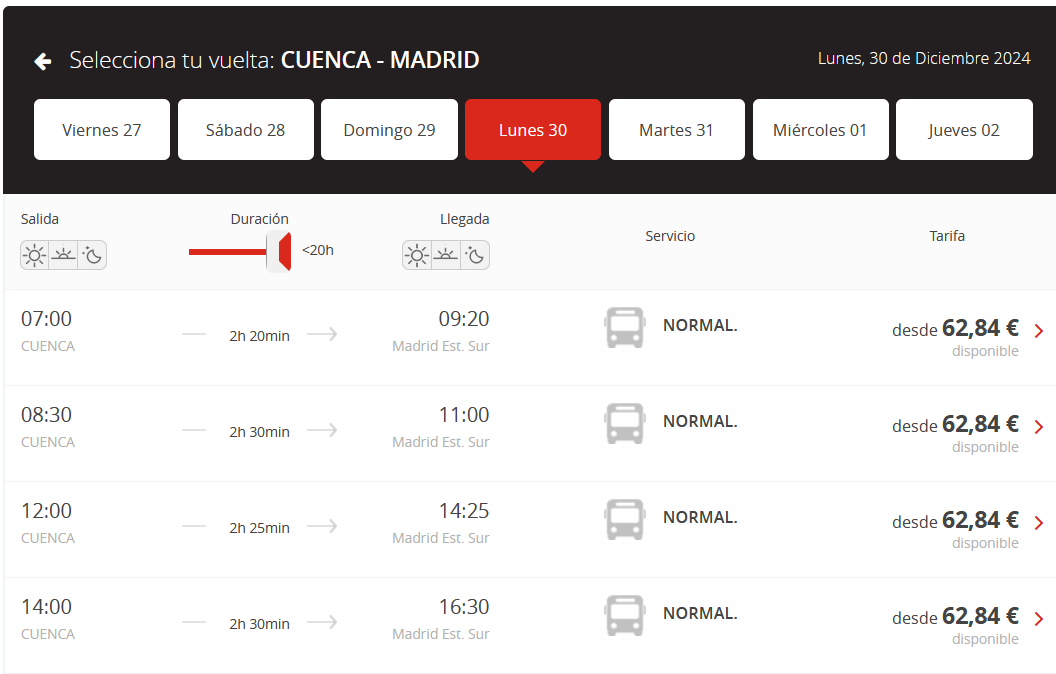 Selecciona tu vuelta: CUENCA - MADRID
Lunes, 30 de Diciembre 2024
Viernes 27
Sábado 28
Domingo 29
Lunes 30
Martes 31
Miércoles 01
Jueves 02
Salida
Duración
<20h
Llegada
Servicio
Tarifa
07:00
CUENCA
2h 20min
09:20
Madrid Est. Sur
NORMAL.
desde 62,84 €
disponible
08:30
CUENCA
2h 30min
11:00
Madrid Est. Sur
NORMAL.
desde 62,84 €
disponible
12:00
CUENCA
2h 25min
14:25
Madrid Est. Sur
NORMAL.
desde 62,84 €
disponible
14:00
CUENCA
2h 30min
16:30
Madrid Est. Sur
NORMAL.
desde 62,84 €
disponible